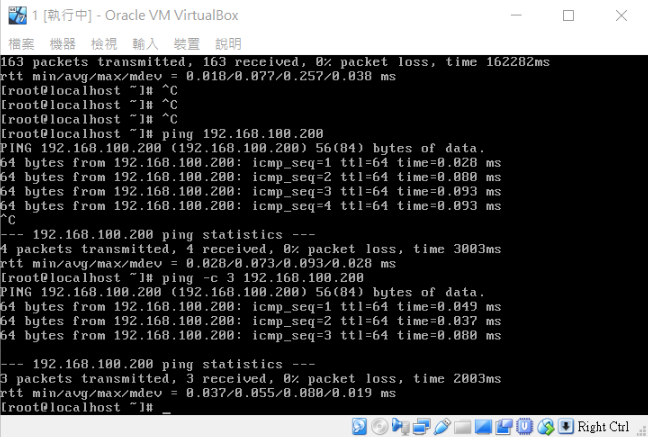 1 [執行中] - Oracle VM VirtualBox
檔案 機器 檢視 輸入 裝置 說明
163 packets transmitted, 163 received, 0% packet loss, time 162282ms
rtt min/avg/max/mdev = 0.018/0.077/0.257/0.038 ms
[root@localhost ~]# ^C
[root@localhost ~]# ^C
[root@localhost ~]# ^C
[root@localhost ~]# ping 192.168.100.200
PING 192.168.100.200 (192.168.100.200) 56(84) bytes of data.
64 bytes from 192.168.100.200: icmp_seq=1 ttl=64 time=0.028 ms
64 bytes from 192.168.100.200: icmp_seq=2 ttl=64 time=0.080 ms
64 bytes from 192.168.100.200: icmp_seq=3 ttl=64 time=0.093 ms
64 bytes from 192.168.100.200: icmp_seq=4 ttl=64 time=0.093 ms
^C
--- 192.168.100.200 ping statistics ---
4 packets transmitted, 4 received, 0% packet loss, time 3003ms
rtt min/avg/max/mdev = 0.028/0.073/0.093/0.028 ms
[root@localhost ~]# ping -c 3 192.168.100.200
PING 192.168.100.200 (192.168.100.200) 56(84) bytes of data.
64 bytes from 192.168.100.200: icmp_seq=1 ttl=64 time=0.049 ms
64 bytes from 192.168.100.200: icmp_seq=2 ttl=64 time=0.037 ms
64 bytes from 192.168.100.200: icmp_seq=3 ttl=64 time=0.080 ms
--- 192.168.100.200 ping statistics ---
3 packets transmitted, 3 received, 0% packet loss, time 2003ms
rtt min/avg/max/mdev = 0.037/0.055/0.080/0.019 ms
[root@localhost ~]# _
Right Ctrl